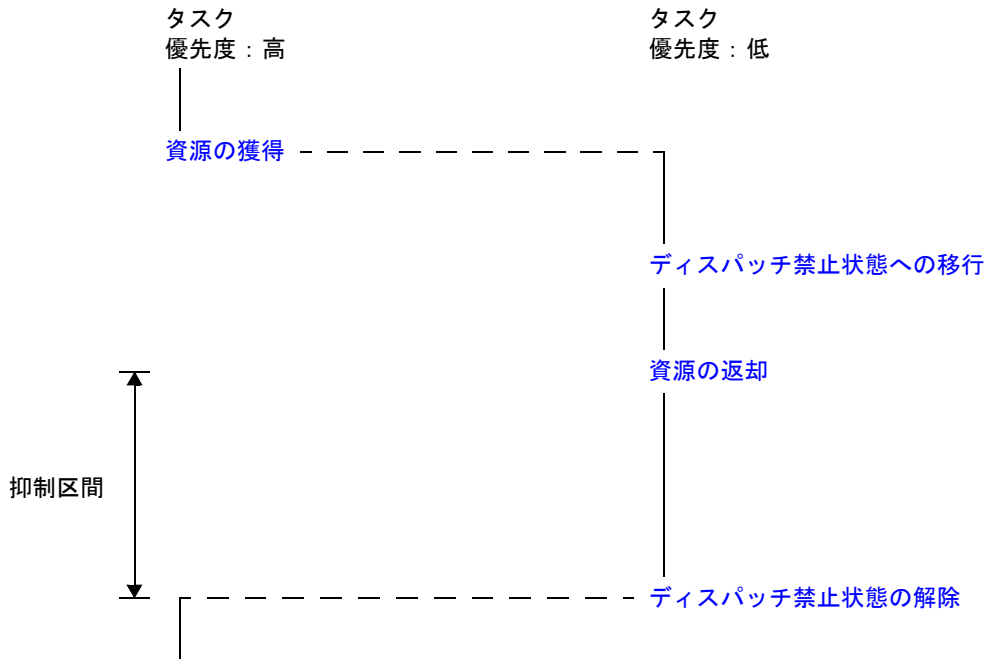 タスク
優先度：高
タスク
優先度：低
資源の獲得
ディスパッチ禁止状態への移行
資源の返却
抑制区間
ディスパッチ禁止状態の解除